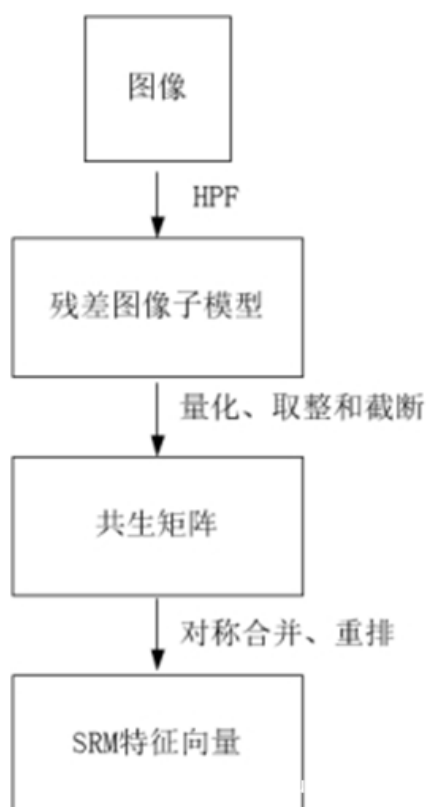 图像
HPF
残差图像子模型
量化、取整和截断
共生矩阵
对称合并、重排
SRM特征向量